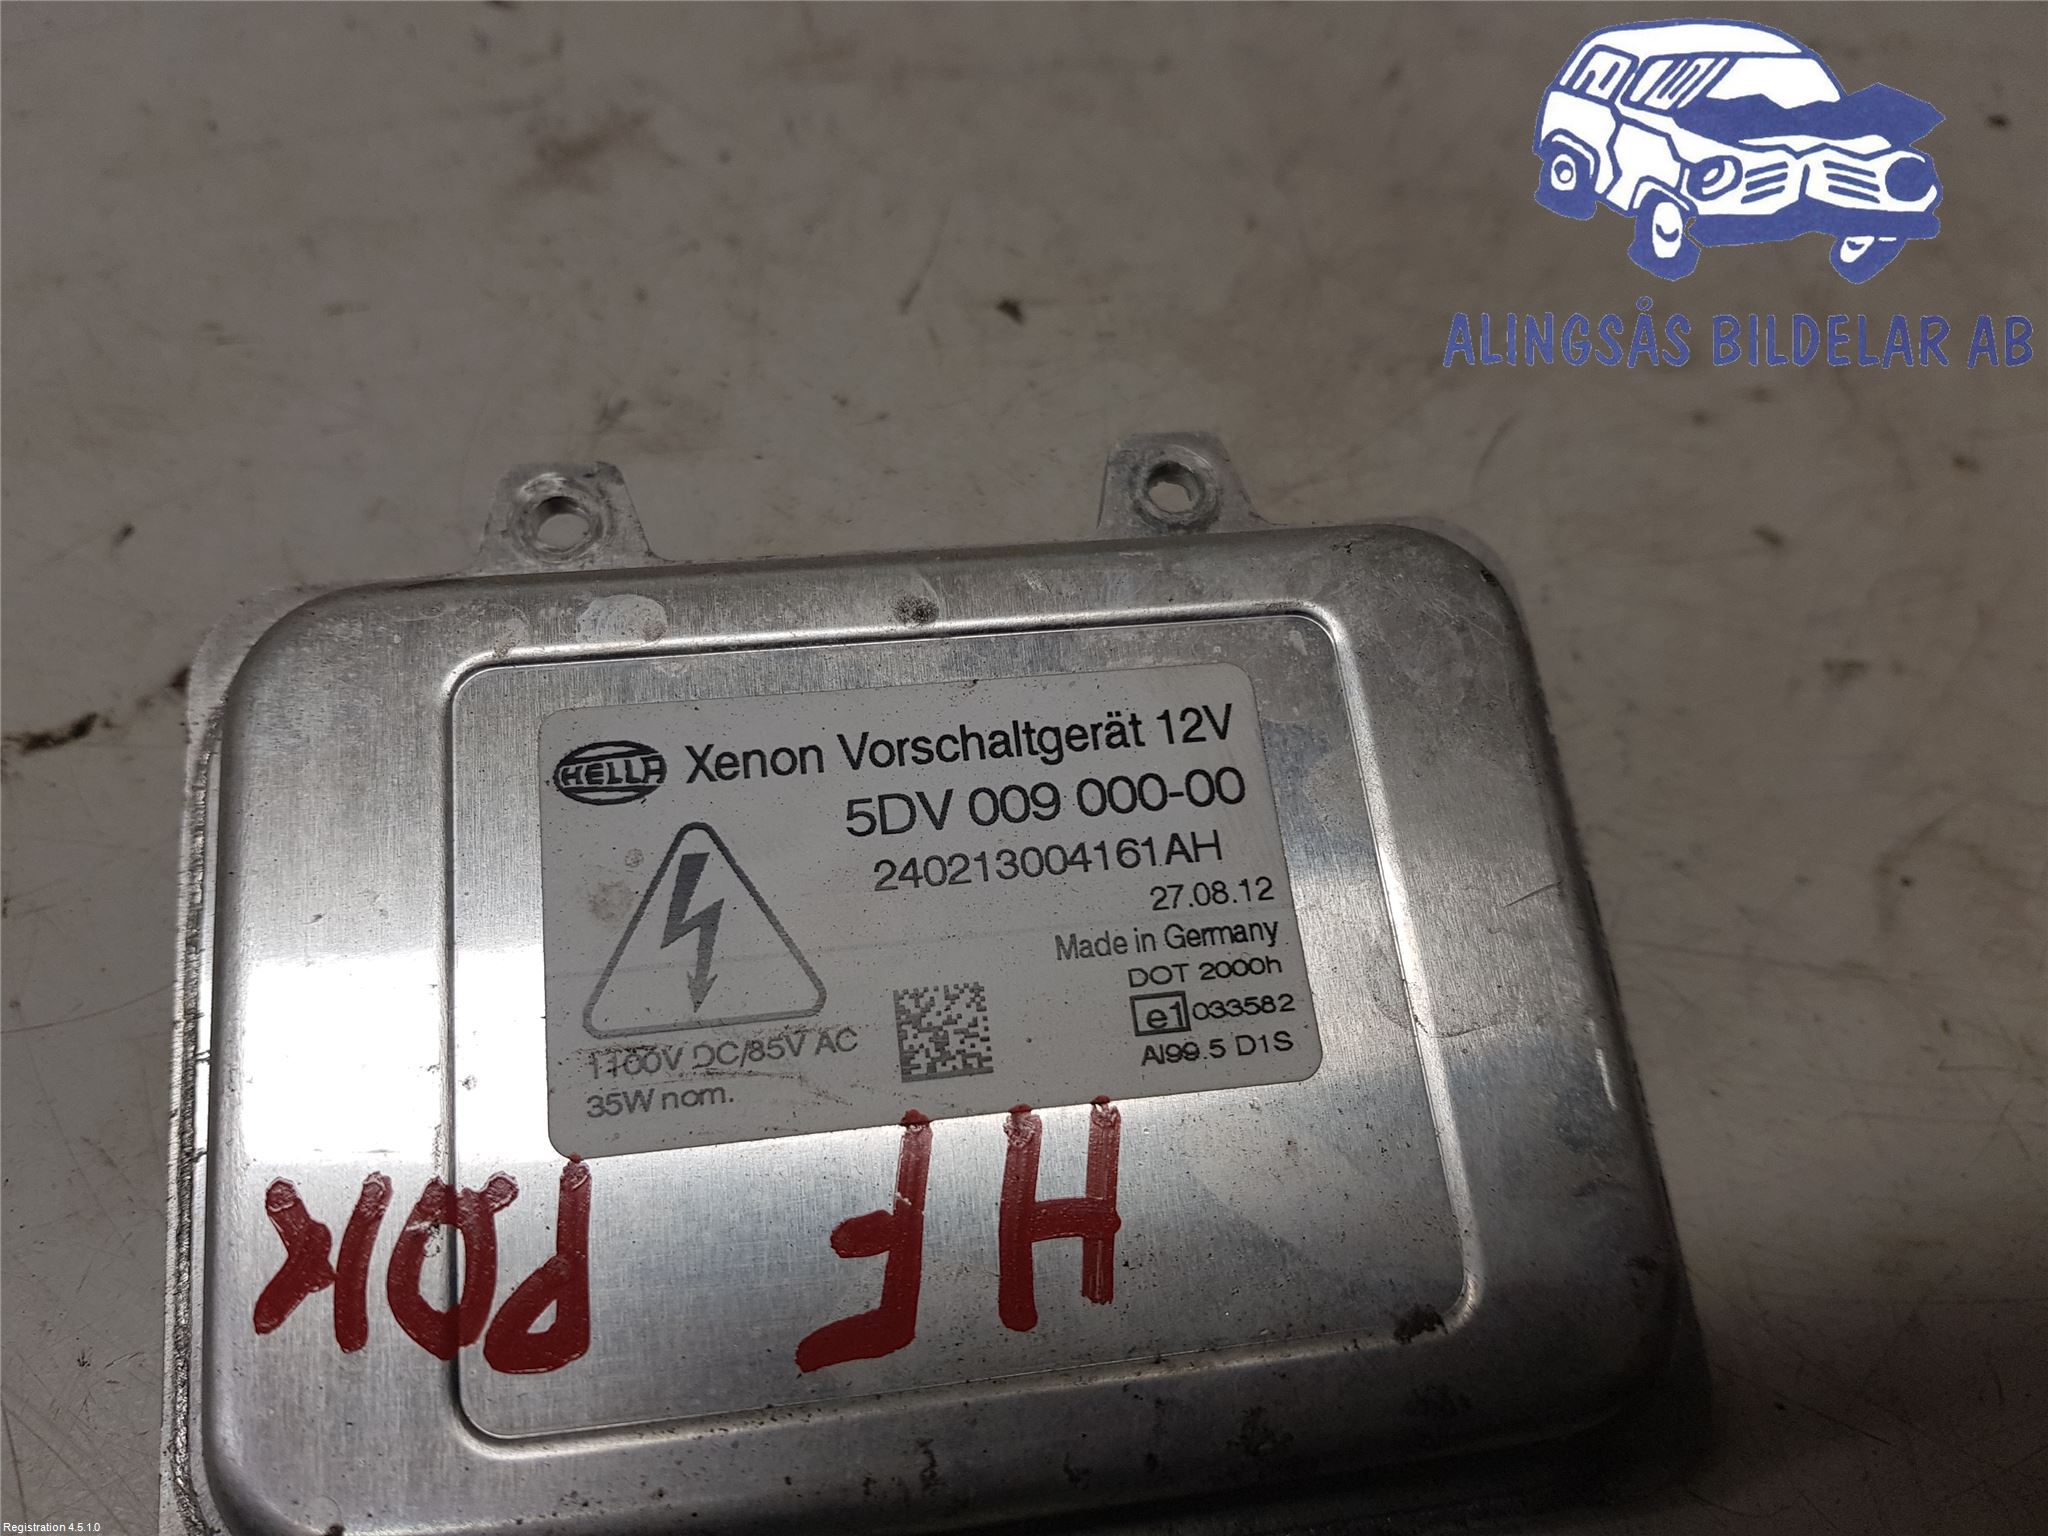 ALINGSÅS BILDELAR AB
HELLA Xenon Vorschaltgerät 12V
5DV 009 000-00
240213004161AH
27.08.12
Made in Germany
DOT 2000h
e1 033582
AI99.5 D1S
1100V DC/85V AC
35W nom.
HF
POK
Registration 4.5.1.0